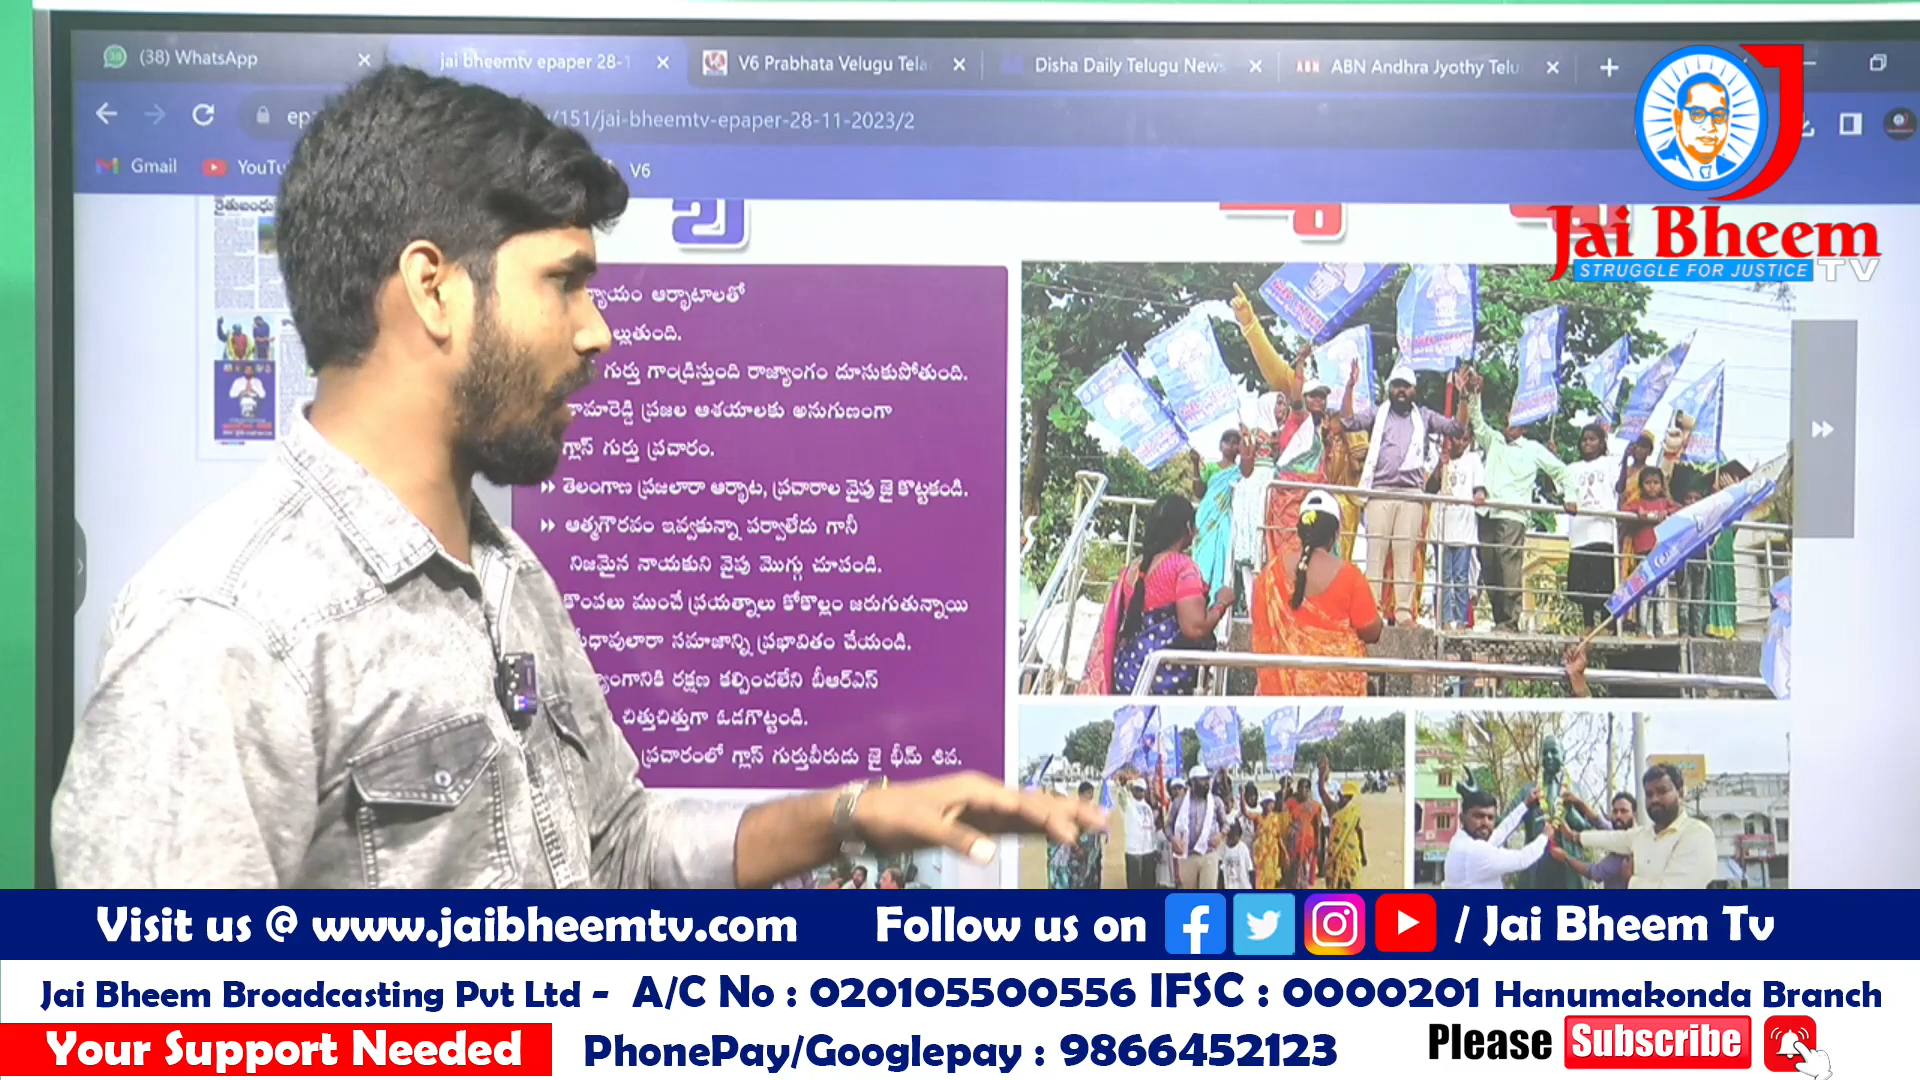 (38) WhatsApp
jai bheemtv epaper 28-1
V6 Prabhata Velugu Tela
Disha Daily Telugu News
ABN Andhra Jyothy Telu
/151/jai-bheemtv-epaper-28-11-2023/2
Gmail
V6
Jai Bheem
STRUGGLE FOR JUSTICE
TV
ఆర్భాటాలతో
గుర్తు గాండ్రిస్తుంది రాజ్యాంగం దూసుకుపోతుంది.
ప్రజల ఆశయాలకు అనుగుణంగా
గ్లాస్ గుర్తు ప్రచారం.
తెలంగాణ ప్రజలారా ఆర్భాట, ప్రచారాల వైపు జై కొట్టకండి.
ఆత్మగౌరవం ఇవ్వకున్నా పర్వాలేదు గానీ
నిజమైన నాయకుని వైపు మొగ్గు చూపండి.
కొంపలు ముంచే ప్రయత్నాలు కోకొల్లం జరుగుతున్నాయి
సమాజాన్ని ప్రభావితం చేయండి.
రక్షణ కల్పించలేని బీఆర్ఎస్
చిత్తుచిత్తుగా ఓడగొట్టండి.
ప్రచారంలో గ్లాస్ గుర్తువీరుడు జై భీమ్ శివ.
Visit us @ www.jaibheemtv.com
Follow us on
/ Jai Bheem Tv
Jai Bheem Broadcasting Pvt Ltd - A/C No : 020105500556 IFSC : 0000201 Hanumakonda Branch
Your Support Needed
PhonePay/Googlepay : 9866452123
Please Subscribe